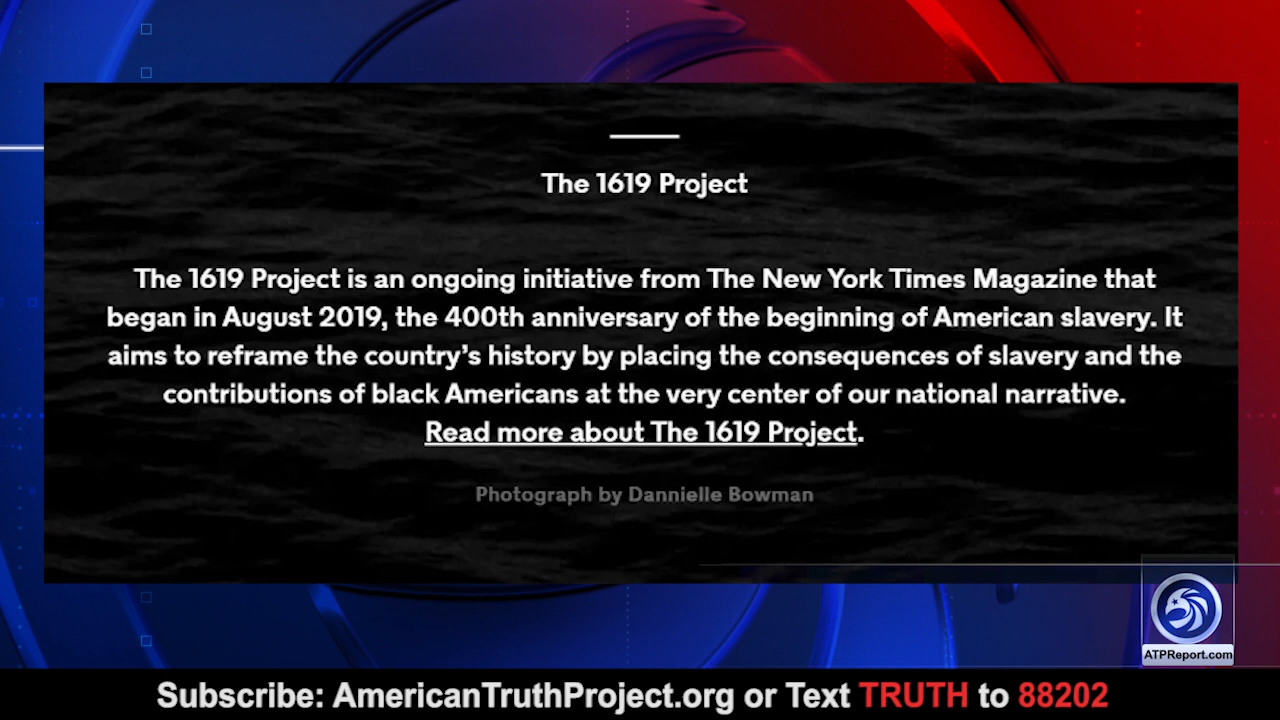 The 1619 Project
The 1619 Project is an ongoing initiative from The New York Times Magazine that
began in August 2019, the 400th anniversary of the beginning of American slavery. It
aims to reframe the country's history by placing the consequences of slavery and the
contributions of black Americans at the very center of our national narrative.
Read more about The 1619 Project.
Photograph by Dannielle Bowman
ATPReport.com
Subscribe: AmericanTruthProject.org or Text TRUTH to 88202